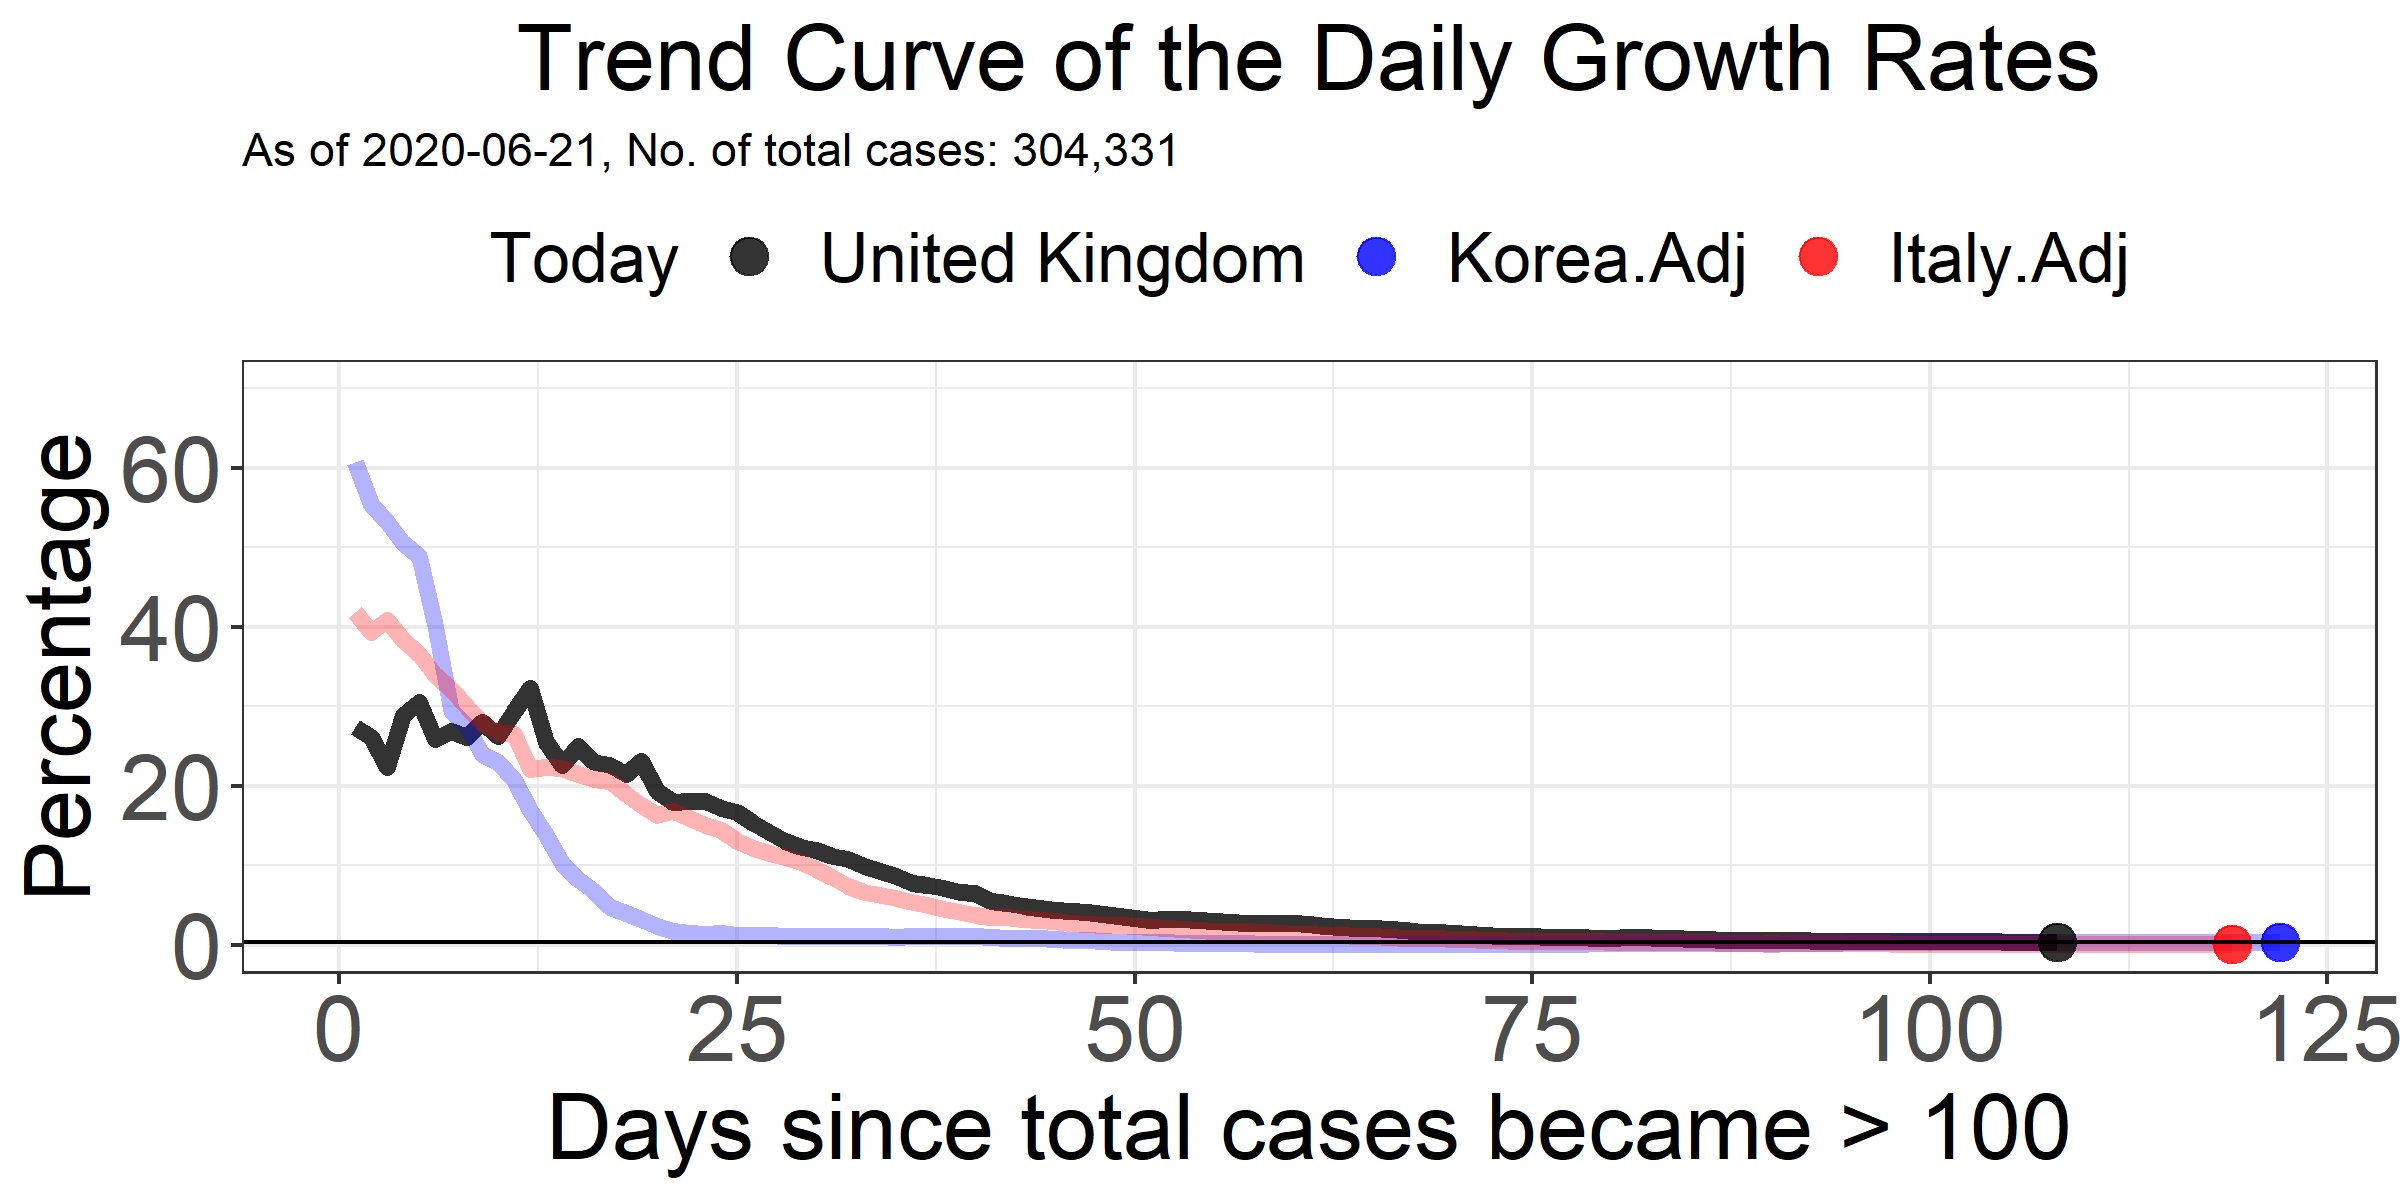 Trend Curve of the Daily Growth Rates
As of 2020-06-21, No. of total cases: 304,331
Today United Kingdom Korea.Adj Italy.Adj
Percentage
60
40
20
0
0 25 50 75 100 125
Days since total cases became > 100